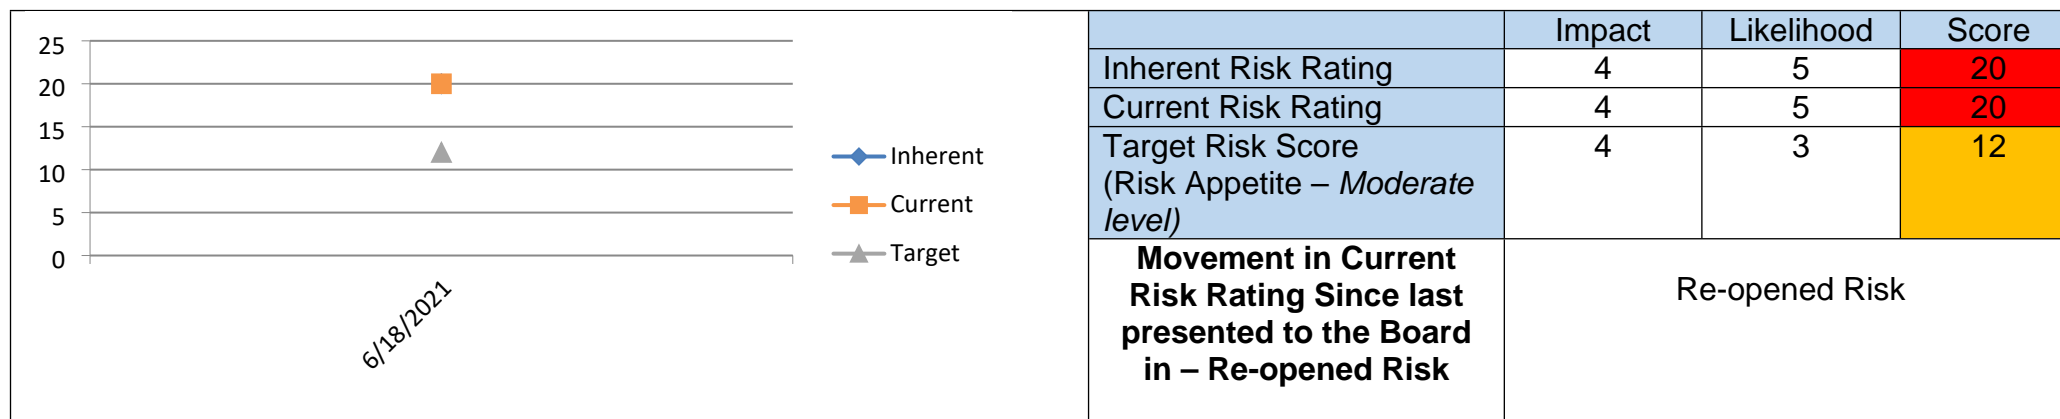 25
20
15
10
5
0
6/18/2021
Inherent
Current
Target
Impact Likelihood Score
Inherent Risk Rating 4 5 20
Current Risk Rating 4 5 20
Target Risk Score 4 3 12
(Risk Appetite – Moderate
level)
Movement in Current
Risk Rating Since last
presented to the Board
in – Re-opened Risk
Re-opened Risk